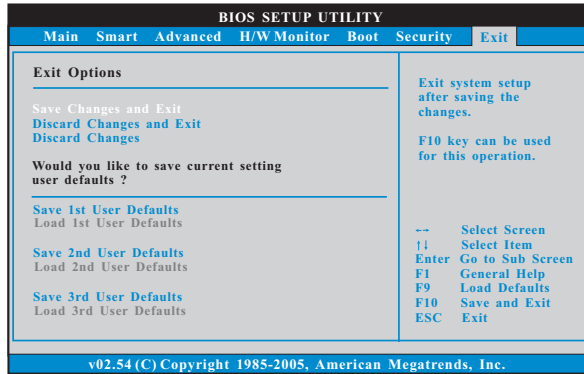 BIOS SETUP UTILITY
Main Smart Advanced H/W Monitor Boot Security Exit
Exit Options
Save Changes and Exit
Discard Changes and Exit
Discard Changes
Would you like to save current setting
user defaults ?
Save 1st User Defaults
Load 1st User Defaults
Save 2nd User Defaults
Load 2nd User Defaults
Save 3rd User Defaults
Load 3rd User Defaults
Exit system setup
after saving the
changes.
F10 key can be used
for this operation.
←→ Select Screen
↑↓ Select Item
Enter Go to Sub Screen
F1 General Help
F9 Load Defaults
F10 Save and Exit
ESC Exit
v02.54 (C) Copyright 1985-2005, American Megatrends, Inc.